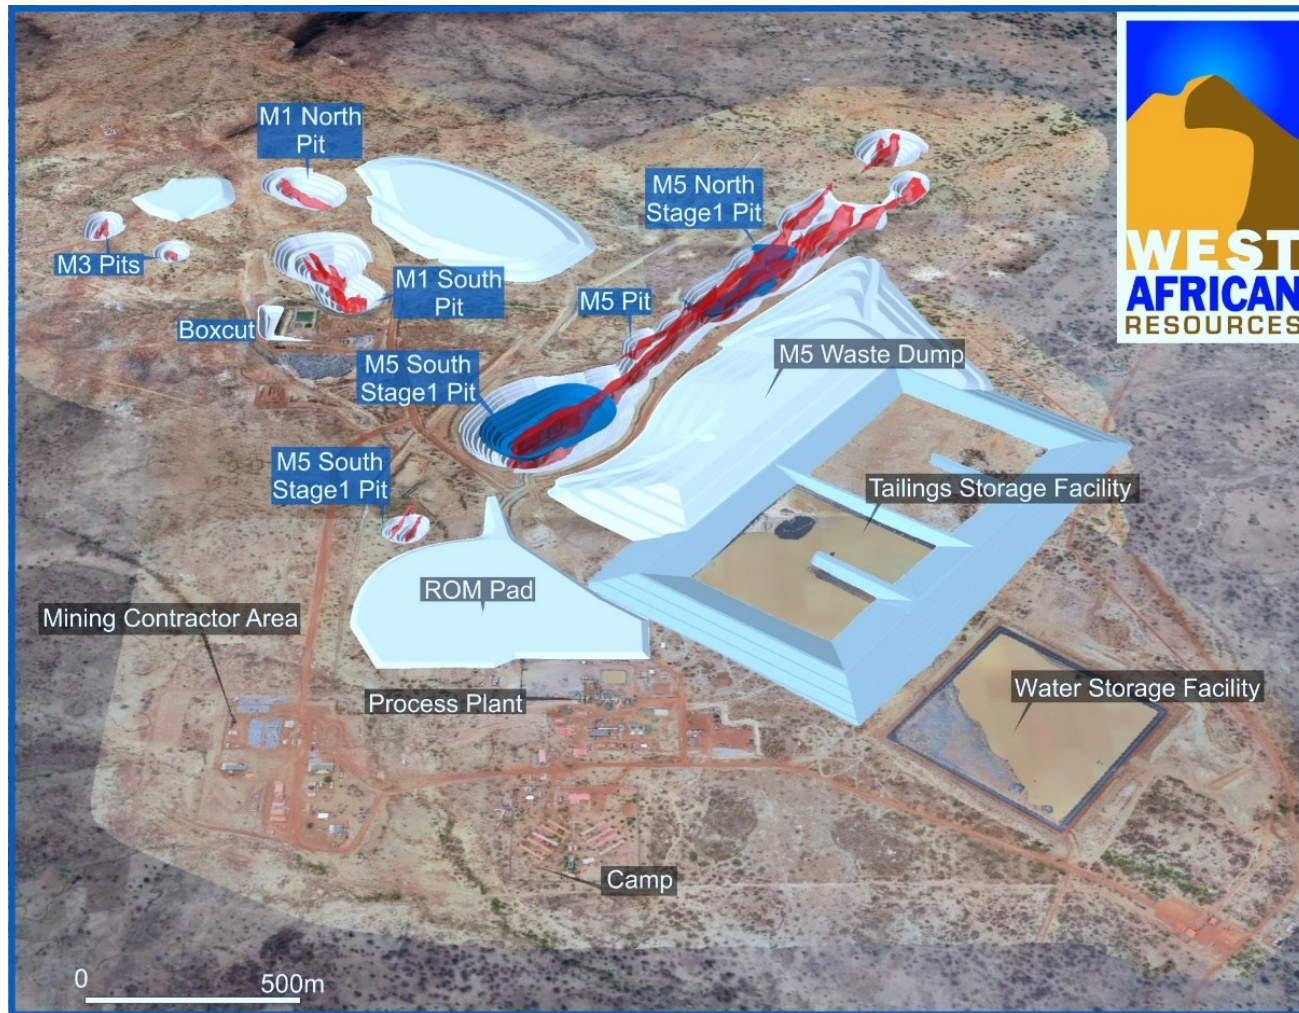 M1 North
Pit
WEST
AFRICAN
RESOURCES
M5 North
Stage1 Pit
M3 Pits
M1 South
Pit
Boxcut
M5 Pit
M5 South
Stage1 Pit
M5 Waste Dump
M5 South
Stage1 Pit
Tailings Storage Facility
ROM Pad
Mining Contractor Area
Process Plant
Water Storage Facility
Camp
0 500m